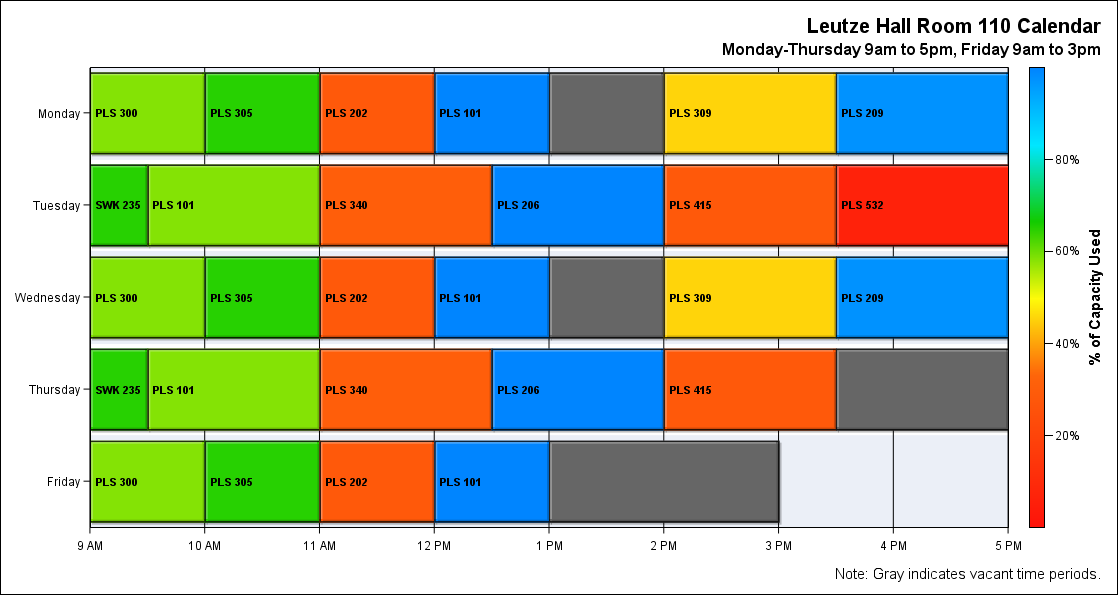 Leutze Hall Room 110 Calendar
Monday-Thursday 9am to 5pm, Friday 9am to 3pm
Monday
PLS 300
PLS 305
PLS 202
PLS 101
PLS 309
PLS 209
Tuesday
SWK 235
PLS 101
PLS 340
PLS 206
PLS 415
PLS 532
Wednesday
PLS 300
PLS 305
PLS 202
PLS 101
PLS 309
PLS 209
Thursday
SWK 235
PLS 101
PLS 340
PLS 206
PLS 415
Friday
PLS 300
PLS 305
PLS 202
PLS 101
9 AM
10 AM
11 AM
12 PM
1 PM
2 PM
3 PM
4 PM
5 PM
80%
60%
40%
20%
% of Capacity Used
Note: Gray indicates vacant time periods.